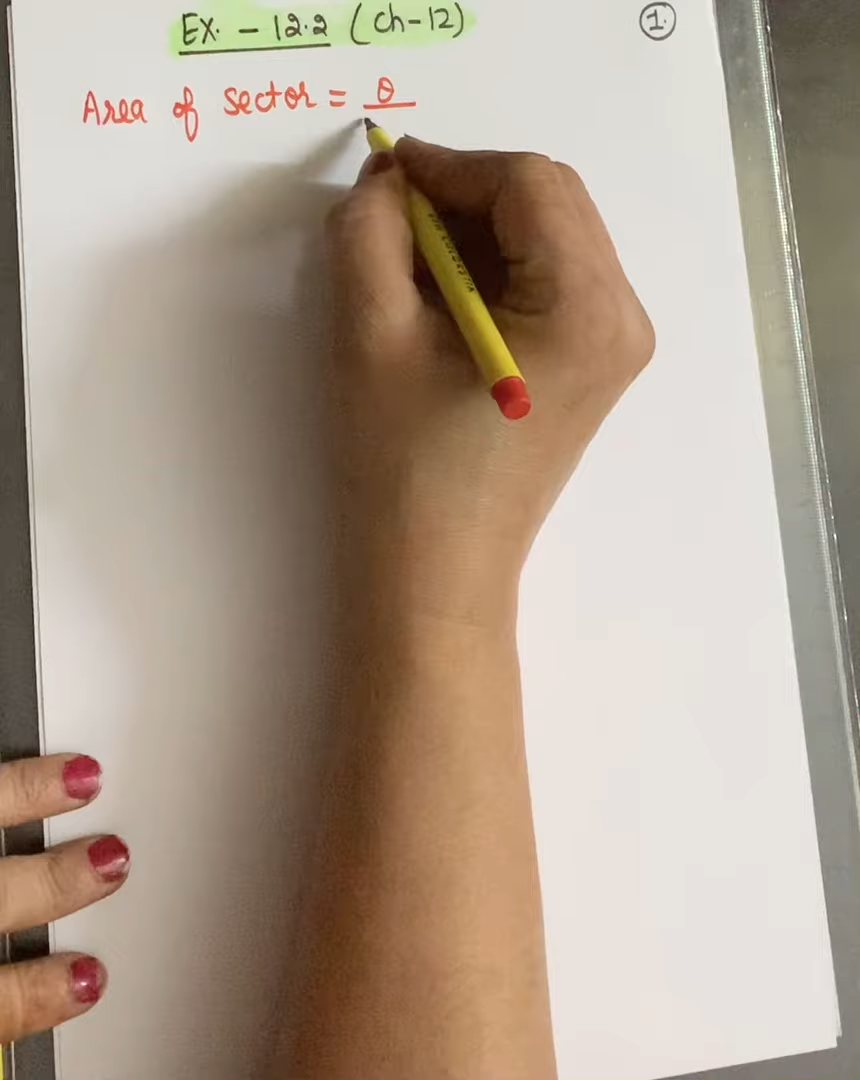 Ex. - 12.2 (Ch-12)
1.
Area of sector = θ